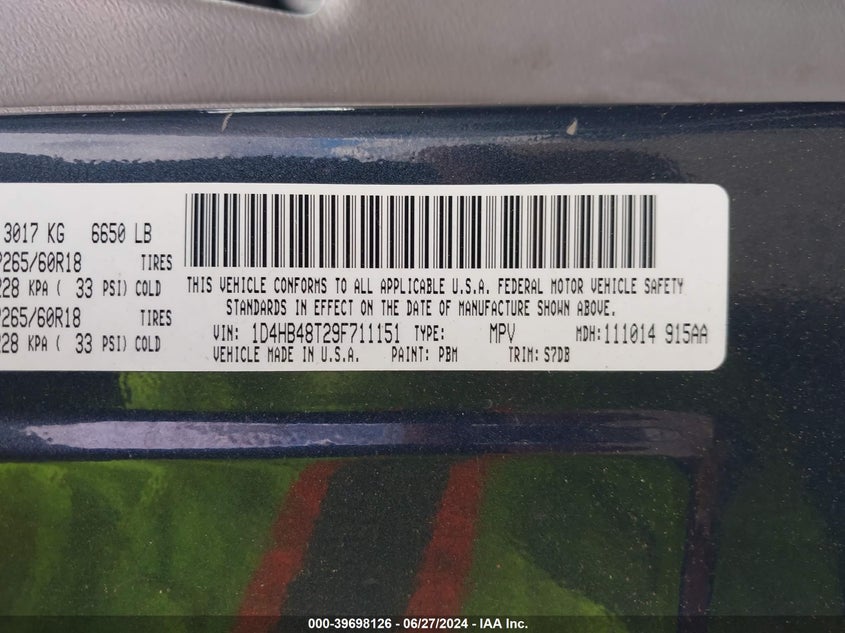 3017 KG 6650 LB
P265/60R18 TIRES
228 KPA ( 33 PSI) COLD
P265/60R18 TIRES
228 KPA ( 33 PSI) COLD
THIS VEHICLE CONFORMS TO ALL APPLICABLE U.S.A. FEDERAL MOTOR VEHICLE SAFETY
STANDARDS IN EFFECT ON THE DATE OF MANUFACTURE SHOWN ABOVE.
VIN: 1D4HB48T29F711151 TYPE: MPV MDH: 111014 915AA
VEHICLE MADE IN U.S.A. PAINT: PBM TRIM: S7DB
000-39698126 - 06/27/2024 - IAA Inc.